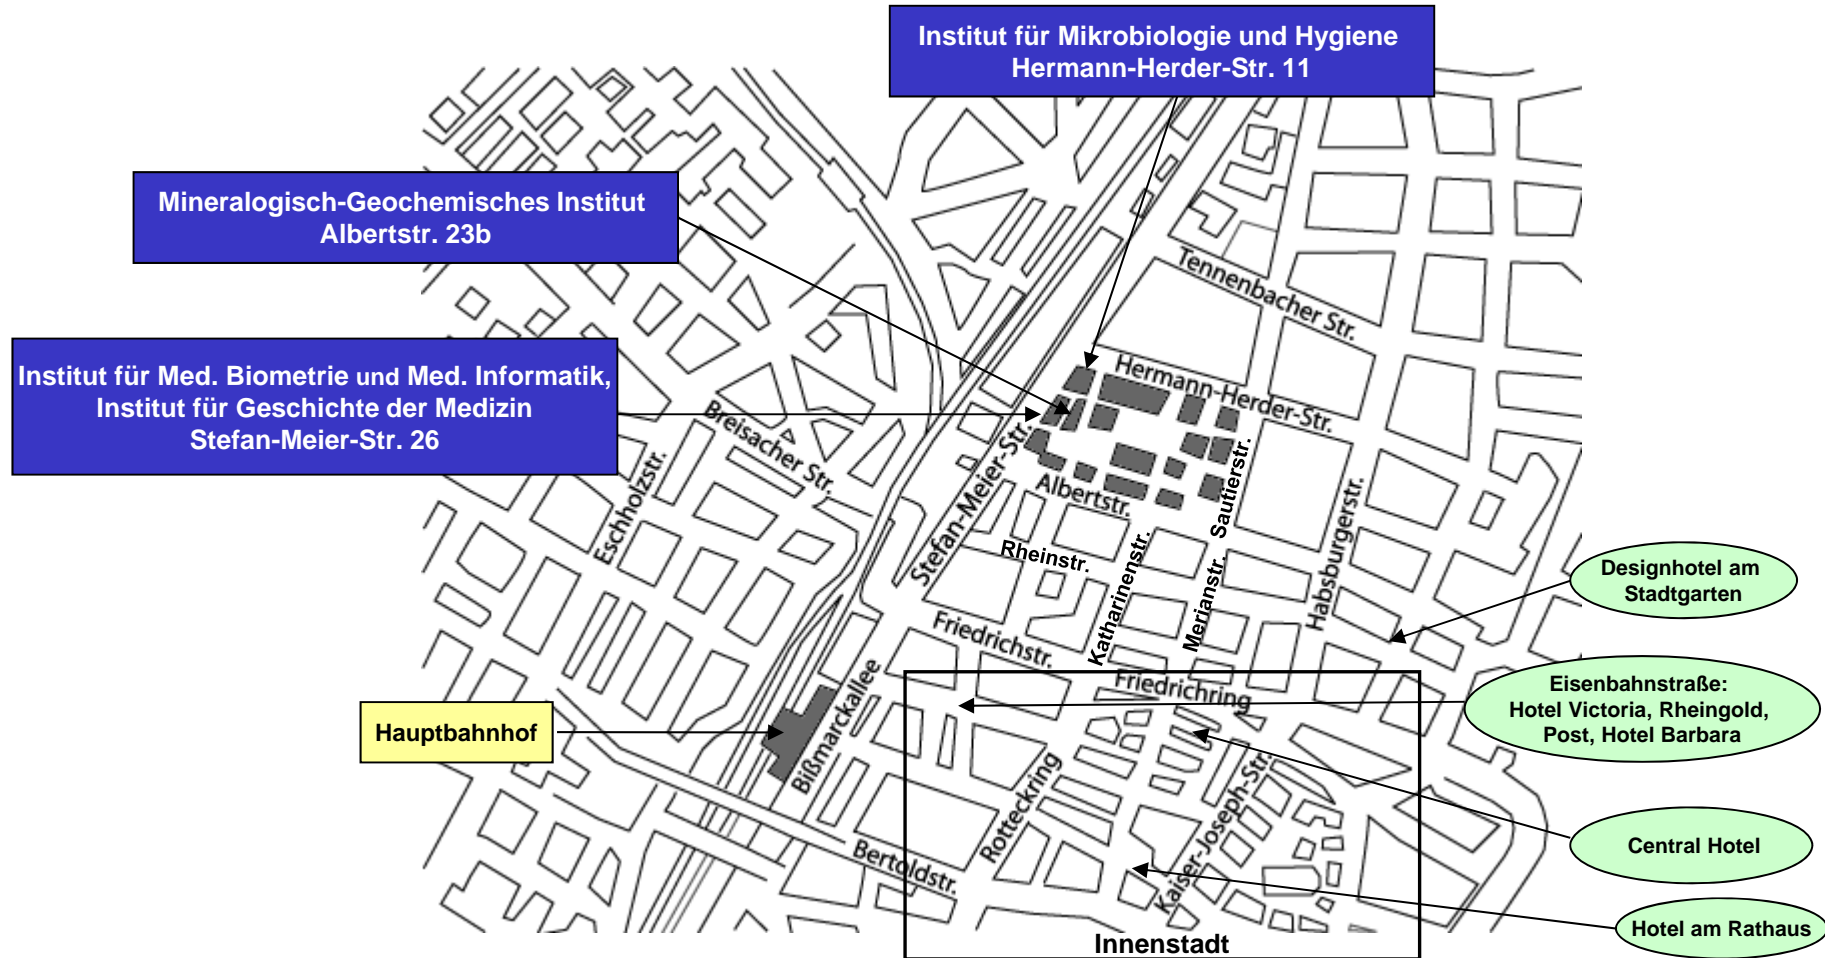 Institut für Mikrobiologie und Hygiene
Hermann-Herder-Str. 11
Mineralogisch-Geochemisches Institut
Albertstr. 23b
Institut für Med. Biometrie und Med. Informatik,
Institut für Geschichte der Medizin
Stefan-Meier-Str. 26
Tennenbacher Str.
Hermann-Herder-Str.
Breisacher Str.
Eschholzstr.
Stefan-Meier-Str.
Albertstr.
Sautierstr.
Rheinstr.
Katharinenstr.
Merianstr.
Habsburgerstr.
Designhotel am
Stadtgarten
Friedrichstr.
Friedrichring
Eisenbahnstraße:
Hotel Victoria, Rheingold,
Post, Hotel Barbara
Hauptbahnhof
Bißmarckallee
Rotteckring
Kaiser-Joseph-Str.
Bertoldstr.
Central Hotel
Hotel am Rathaus
Innenstadt